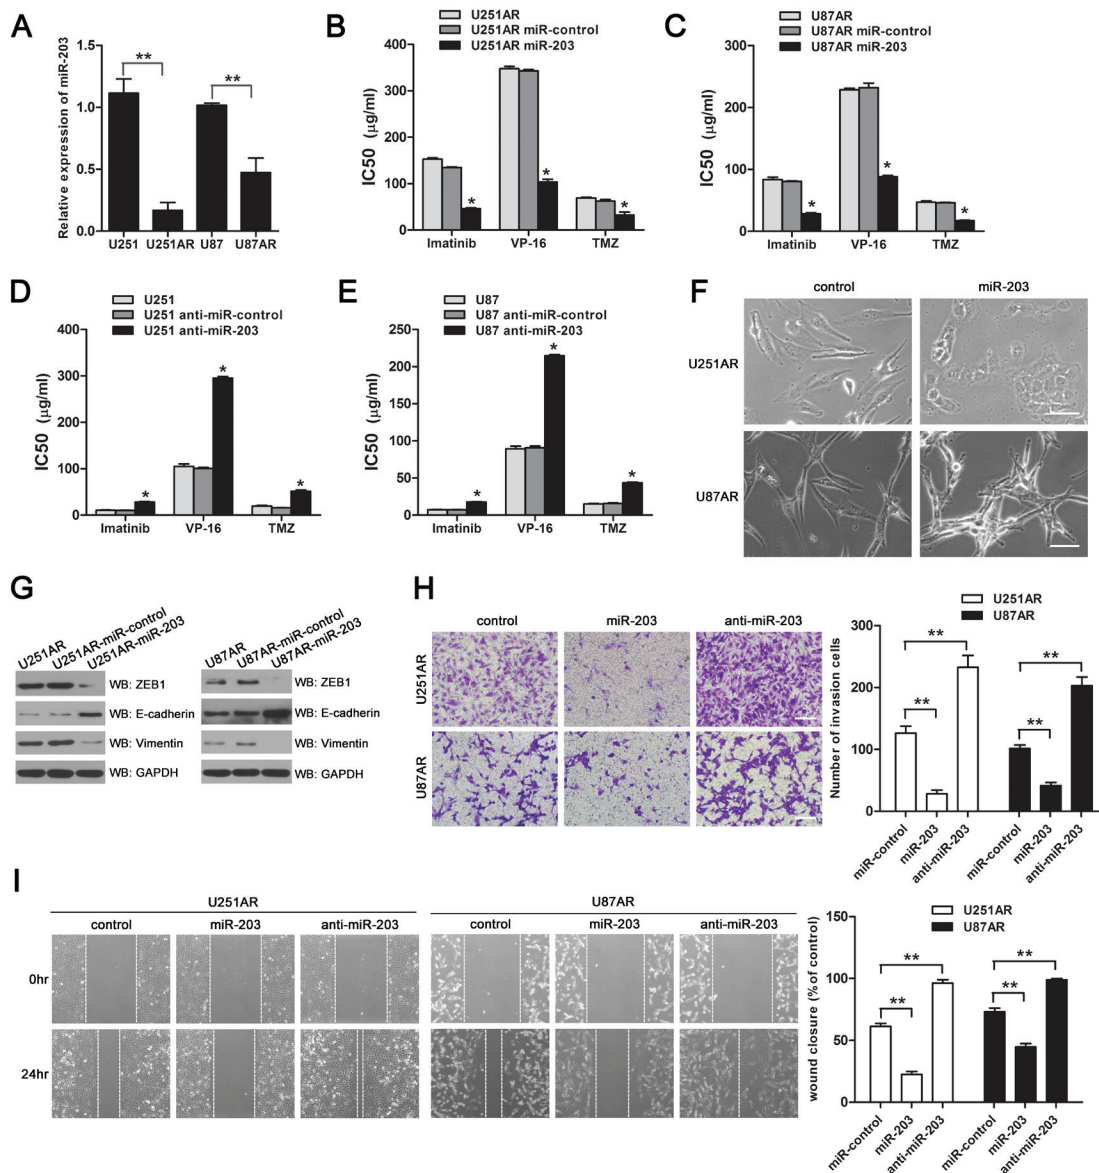 A
Relative expression of miR-203
1.5
1.0
0.5
0.0
**
**
U251
U251AR
U87
U87AR
B
U251AR
U251AR miR-control
U251AR miR-203
IC50 (μg/ml)
400
300
200
100
0
*
*
*
Imatinib
VP-16
TMZ
C
U87AR
U87AR miR-control
U87AR miR-203
IC50 (μg/ml)
300
200
100
0
*
*
*
Imatinib
VP-16
TMZ
D
U251
U251 anti-miR-control
U251 anti-miR-203
IC50 (μg/ml)
400
300
200
100
0
*
*
*
Imatinib
VP-16
TMZ
E
U87
U87 anti-miR-control
U87 anti-miR-203
IC50 (μg/ml)
250
200
150
100
50
0
*
*
*
Imatinib
VP-16
TMZ
F
control
miR-203
U251AR
U87AR
G
U251AR
U251AR-miR-control
U251AR-miR-203
WB: ZEB1
WB: E-cadherin
WB: Vimentin
WB: GAPDH
U87AR
U87AR-miR-control
U87AR-miR-203
WB: ZEB1
WB: E-cadherin
WB: Vimentin
WB: GAPDH
H
control
miR-203
anti-miR-203
U251AR
U87AR
U251AR
U87AR
Number of invasion cells
300
200
100
0
**
**
**
**
miR-control
miR-203
anti-miR-203
miR-control
miR-203
anti-miR-203
I
U251AR
control
miR-203
anti-miR-203
U87AR
control
miR-203
anti-miR-203
0hr
24hr
U251AR
U87AR
wound closure (% of control)
150
100
50
0
**
**
**
**
miR-control
miR-203
anti-miR-203
miR-control
miR-203
anti-miR-203